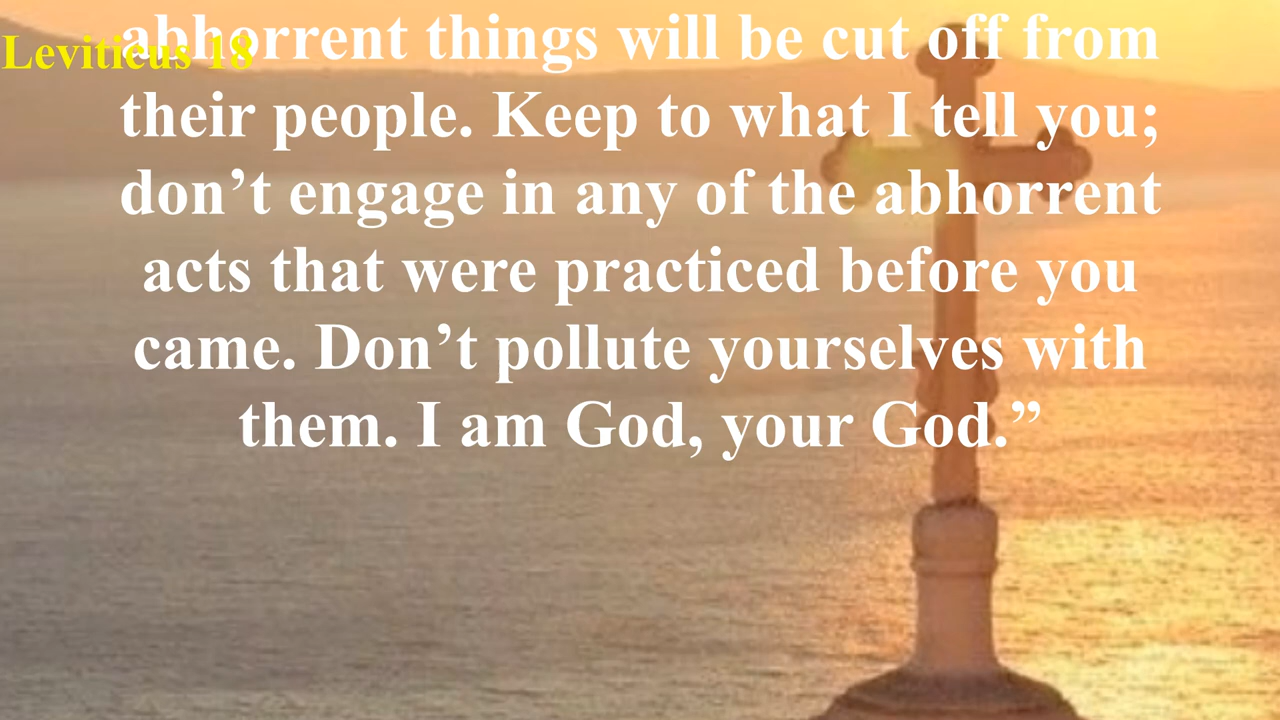 Leviticus 18
abhorrent things will be cut off from
their people. Keep to what I tell you;
don’t engage in any of the abhorrent
acts that were practiced before you
came. Don’t pollute yourselves with
them. I am God, your God.”